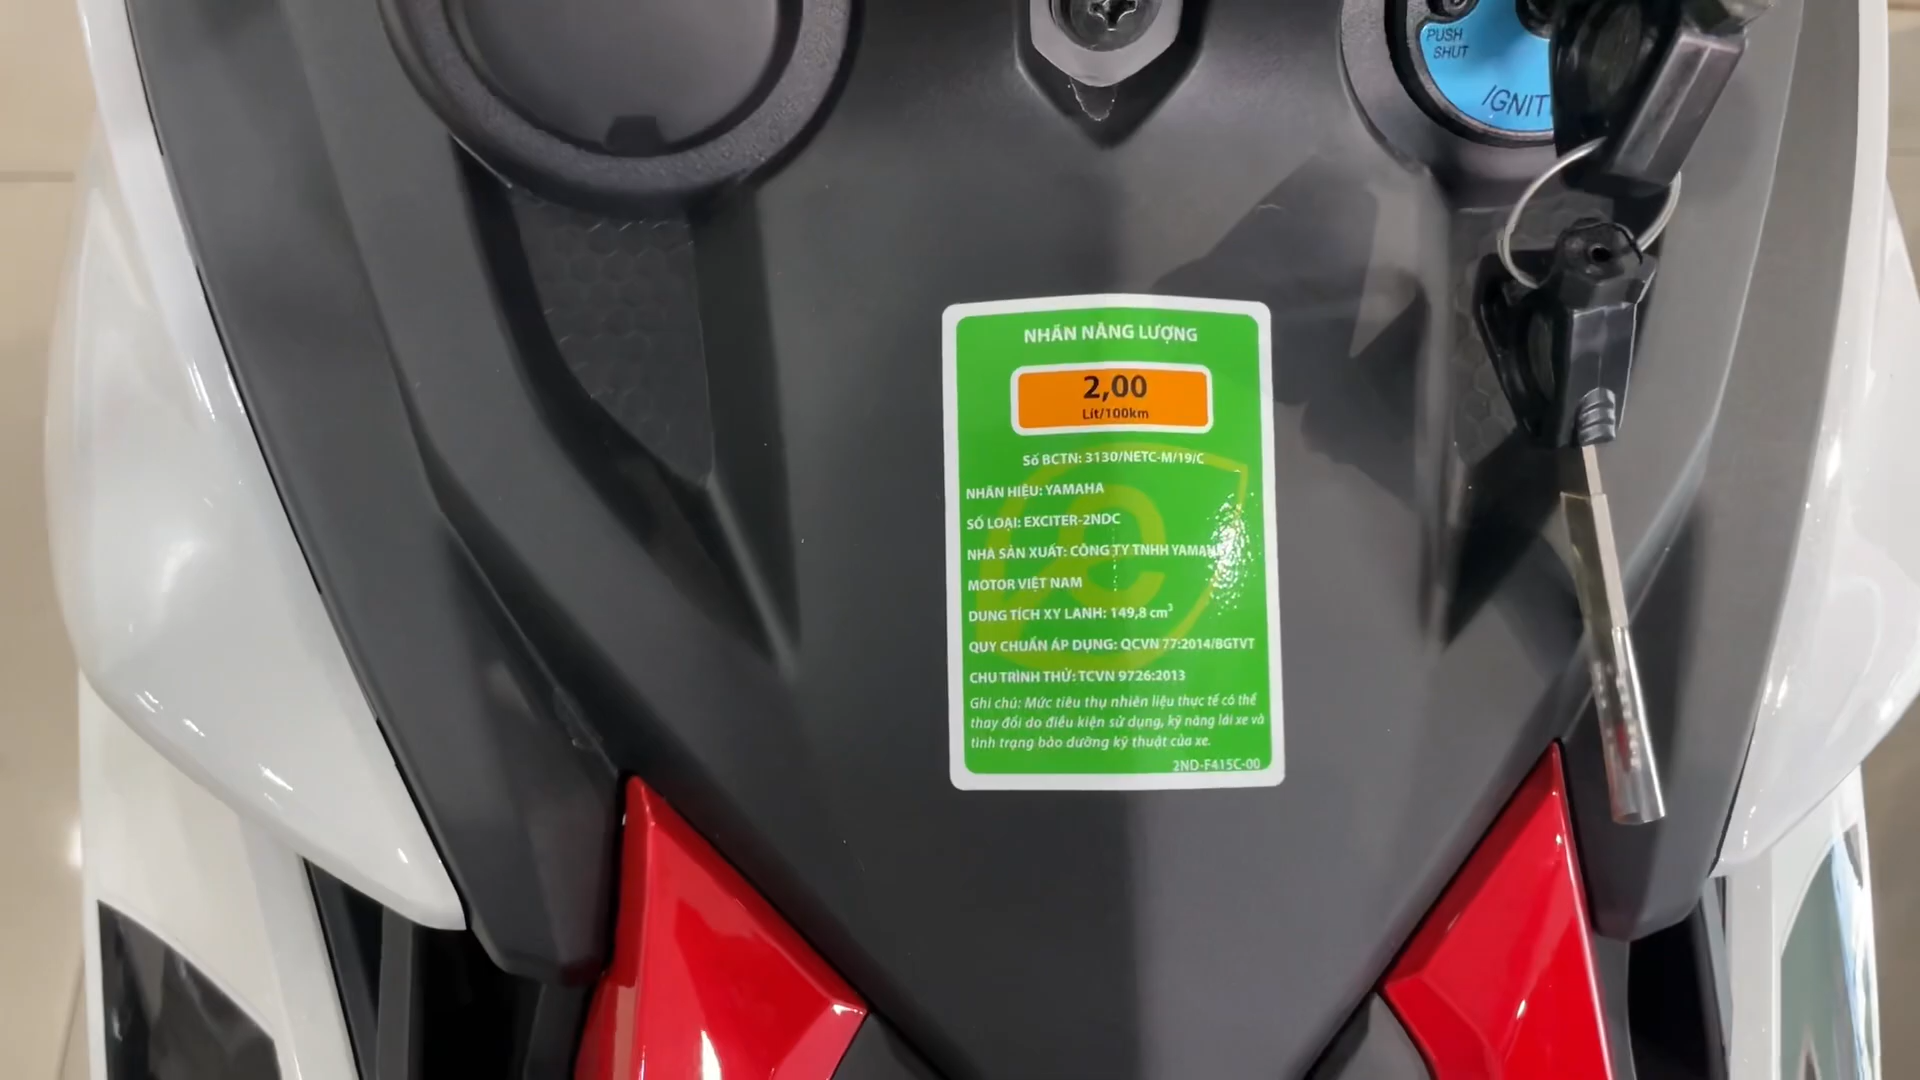 PUSH
SHUT
IGNIT
NHÃN NĂNG LƯỢNG
2,00
Lít/100km
Số BCTN: 3130/NETC-M/19/C
NHÃN HIỆU: YAMAHA
SỐ LOẠI: EXCITER-2NDC
NHÀ SẢN XUẤT: CÔNG TY TNHH YAMAHA
MOTOR VIỆT NAM
DUNG TÍCH XY LANH: 149,8 cm³
QUY CHUẨN ÁP DỤNG: QCVN 77:2014/BGTVT
CHU TRÌNH THỬ: TCVN 9726:2013
Ghi chú: Mức tiêu thụ nhiên liệu thực tế có thể
thay đổi do điều kiện sử dụng, kỹ năng lái xe và
tình trạng bảo dưỡng kỹ thuật của xe.
2ND-F415C-00